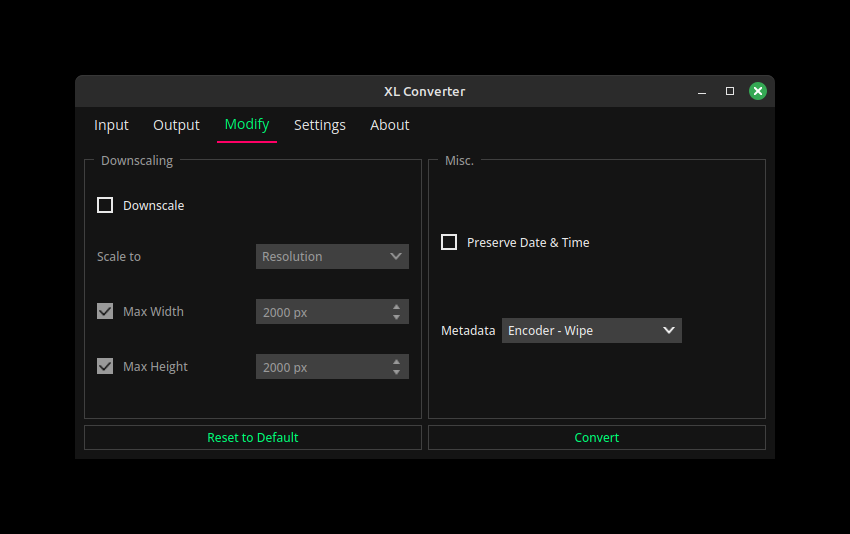 XL Converter
Input Output Modify Settings About
Downscaling
Downscale
Scale to Resolution
Max Width 2000 px
Max Height 2000 px
Reset to Default
Misc.
Preserve Date & Time
Metadata Encoder - Wipe
Convert